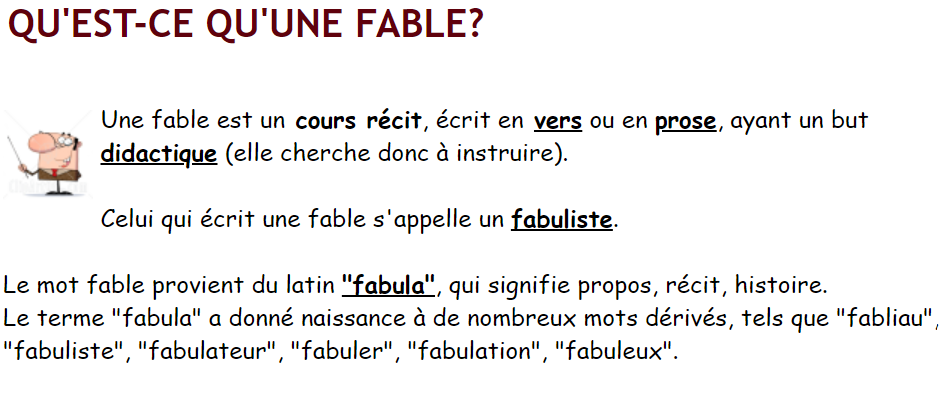 QU'EST-CE QU'UNE FABLE?
Une fable est un cours récit, écrit en vers ou en prose, ayant un but
didactique (elle cherche donc à instruire).
Celui qui écrit une fable s'appelle un fabuliste.
Le mot fable provient du latin "fabula", qui signifie propos, récit, histoire.
Le terme "fabula" a donné naissance à de nombreux mots dérivés, tels que "fabliau",
"fabuliste", "fabulateur", "fabuler", "fabulation", "fabuleux".